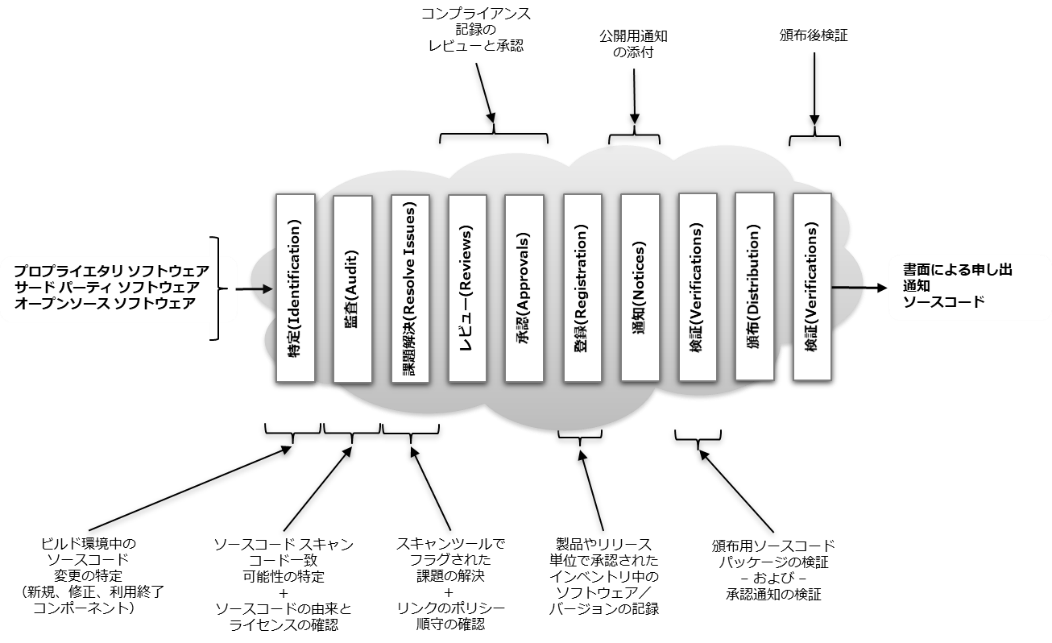 コンプライアンス
記録の
レビューと承認
公開用通知
の添付
頒布後検証
プロプライエタリ ソフトウェア
サード パーティ ソフトウェア
オープンソース ソフトウェア
特定(Identification)
監査(Audit)
課題解決(Resolve Issues)
レビュー(Reviews)
承認(Approvals)
登録(Registration)
通知(Notices)
検証(Verifications)
頒布(Distribution)
検証(Verifications)
書面による申し出
通知
ソースコード
ビルド環境中の
ソースコード
変更の特定
（新規、修正、利用終了
コンポーネント）
ソースコード スキャン
コード一致
可能性の特定
+
ソースコードの由来と
ライセンスの確認
スキャンツールで
フラグされた
課題の解決
+
リンクのポリシー
順守の確認
製品やリリース
単位で承認された
インベントリ中の
ソフトウェア／
バージョンの記録
頒布用ソースコード
パッケージの検証
– および –
承認通知の検証